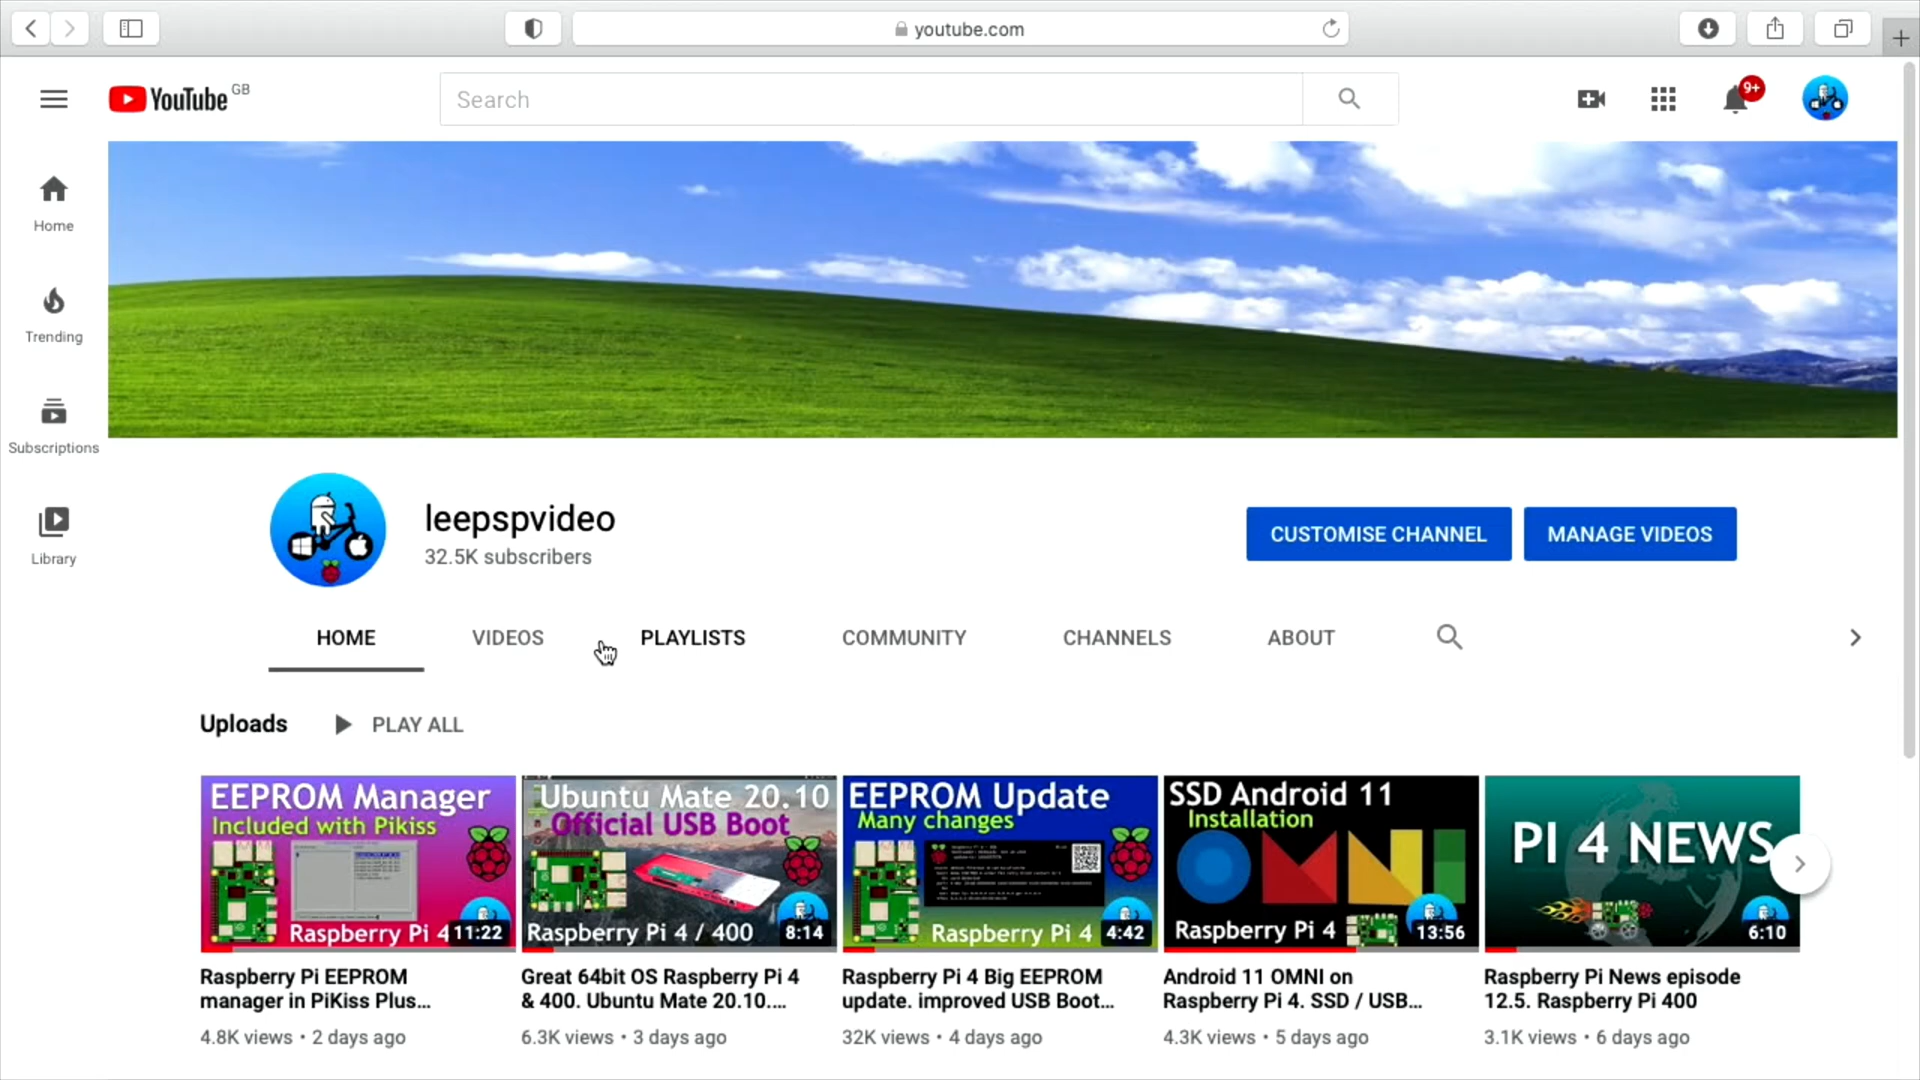 youtube.com
YouTube GB
Search
9+
Home
Trending
Subscriptions
Library
leepspvideo
32.5K subscribers
CUSTOMISE CHANNEL
MANAGE VIDEOS
HOME
VIDEOS
PLAYLISTS
COMMUNITY
CHANNELS
ABOUT
Uploads
PLAY ALL
EEPROM Manager
Included with Pikiss
Raspberry Pi 4
11:22
Ubuntu Mate 20.10
Official USB Boot
Raspberry Pi 4 / 400
8:14
EEPROM Update
Many changes
Raspberry Pi 4
4:42
SSD Android 11
Installation
OMNI
Raspberry Pi 4
13:56
PI 4 NEWS
6:10
Raspberry Pi EEPROM
manager in PiKiss Plus...
4.8K views • 2 days ago
Great 64bit OS Raspberry Pi 4
& 400. Ubuntu Mate 20.10....
6.3K views • 3 days ago
Raspberry Pi 4 Big EEPROM
update. improved USB Boot...
32K views • 4 days ago
Android 11 OMNI on
Raspberry Pi 4. SSD / USB...
4.3K views • 5 days ago
Raspberry Pi News episode
12.5. Raspberry Pi 400
3.1K views • 6 days ago